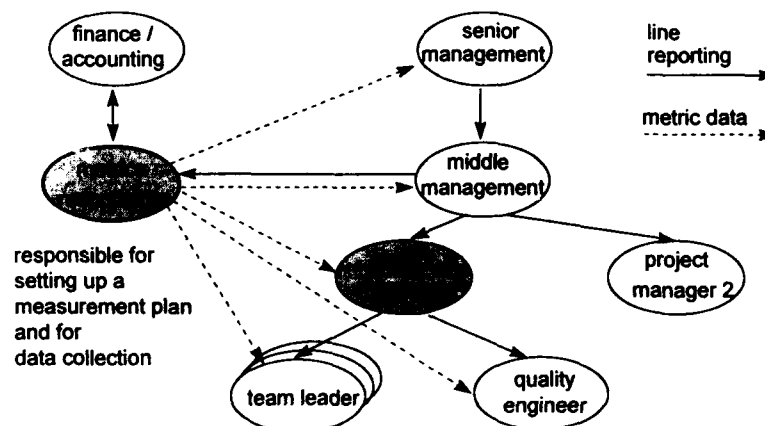 finance /
accounting
senior
management
line
reporting
metric data
middle
management
responsible for
setting up a
measurement plan
and for
data collection
project
manager 2
team leader
quality
engineer